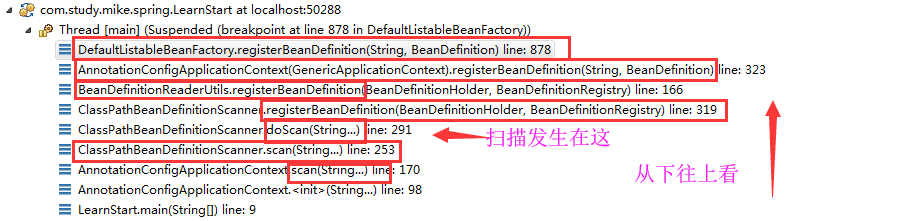 com.study.mike.spring.LearnStart at localhost:50288
Thread [main] (Suspended (breakpoint at line 878 in DefaultListableBeanFactory))
DefaultListableBeanFactory.registerBeanDefinition(String, BeanDefinition) line: 878
AnnotationConfigApplicationContext(GenericApplicationContext).registerBeanDefinition(String, BeanDefinition) line: 323
BeanDefinitionReaderUtils.registerBeanDefinition(BeanDefinitionHolder, BeanDefinitionRegistry) line: 166
ClassPathBeanDefinitionScanner.registerBeanDefinition(BeanDefinitionHolder, BeanDefinitionRegistry) line: 319
ClassPathBeanDefinitionScanner.doScan(String...) line: 291
扫描发生在这
ClassPathBeanDefinitionScanner.scan(String...) line: 253
AnnotationConfigApplicationContext.scan(String...) line: 170
从下往上看
AnnotationConfigApplicationContext.<init>(String...) line: 98
LearnStart.main(String[]) line: 9